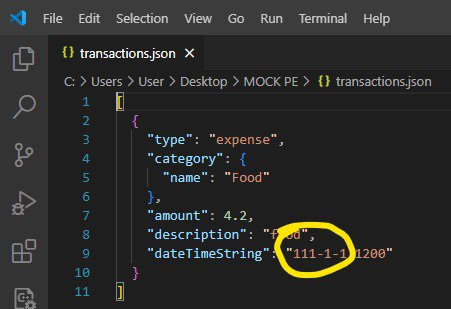 File Edit Selection View Go Run Terminal Help
{ } transactions.json ×
C: > Users > User > Desktop > MOCK PE > { } transactions.json > ...
1 [
2 {
3 "type": "expense",
4 "category": {
5 "name": "Food"
6 },
7 "amount": 4.2,
8 "description": "food",
9 "dateTimeString": "111-1-1 1200"
10 }
11 ]